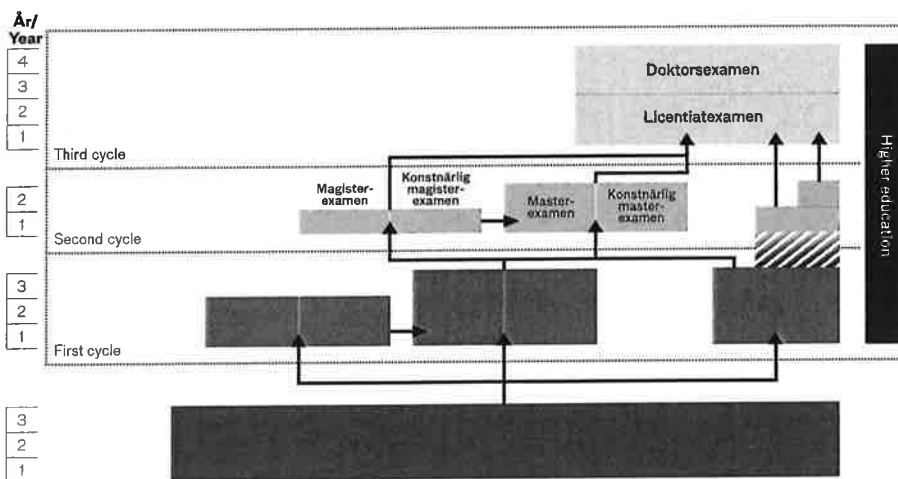 År/
Year
4
3
2
1
Third cycle
Doktorsexamen
Licentiatexamen
2
1
Second cycle
Magister-
examen
Konstnärlig
magister-
examen
Master-
examen
Konstnärlig
master-
examen
3
2
1
First cycle
3
2
1
Higher education